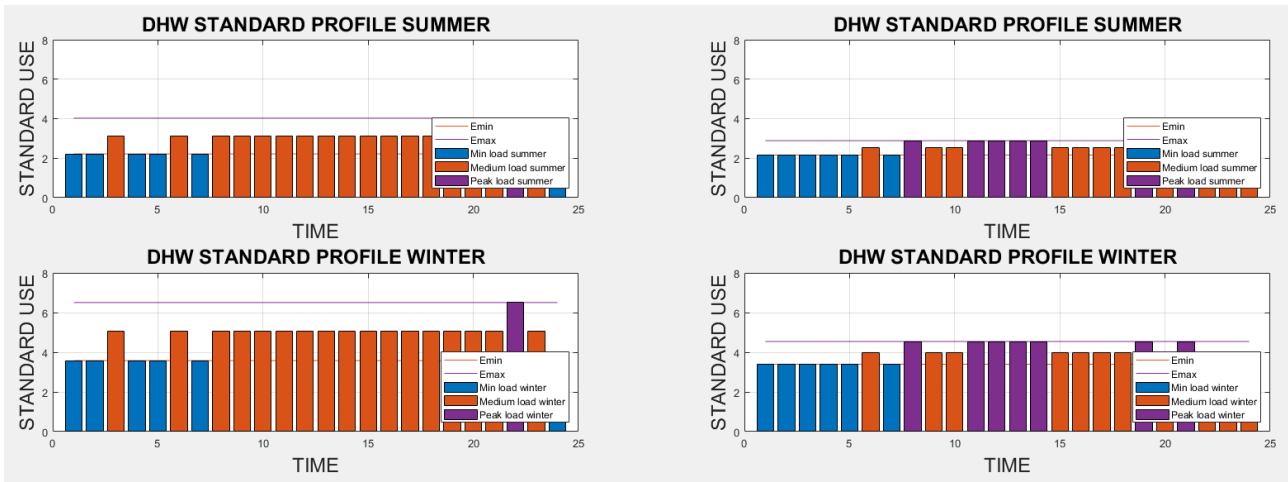 DHW STANDARD PROFILE SUMMER
STANDARD USE
8
6
4
2
0
Emin
Emax
Min load summer
Medium load summer
Peak load summer
0 5 10 15 20 25
TIME
DHW STANDARD PROFILE SUMMER
STANDARD USE
8
6
4
2
0
Emin
Emax
Min load summer
Medium load summer
Peak load summer
0 5 10 15 20 25
TIME
DHW STANDARD PROFILE WINTER
STANDARD USE
8
6
4
2
0
Emin
Emax
Min load winter
Medium load winter
Peak load winter
0 5 10 15 20 25
TIME
DHW STANDARD PROFILE WINTER
STANDARD USE
8
6
4
2
0
Emin
Emax
Min load winter
Medium load winter
Peak load winter
0 5 10 15 20 25
TIME